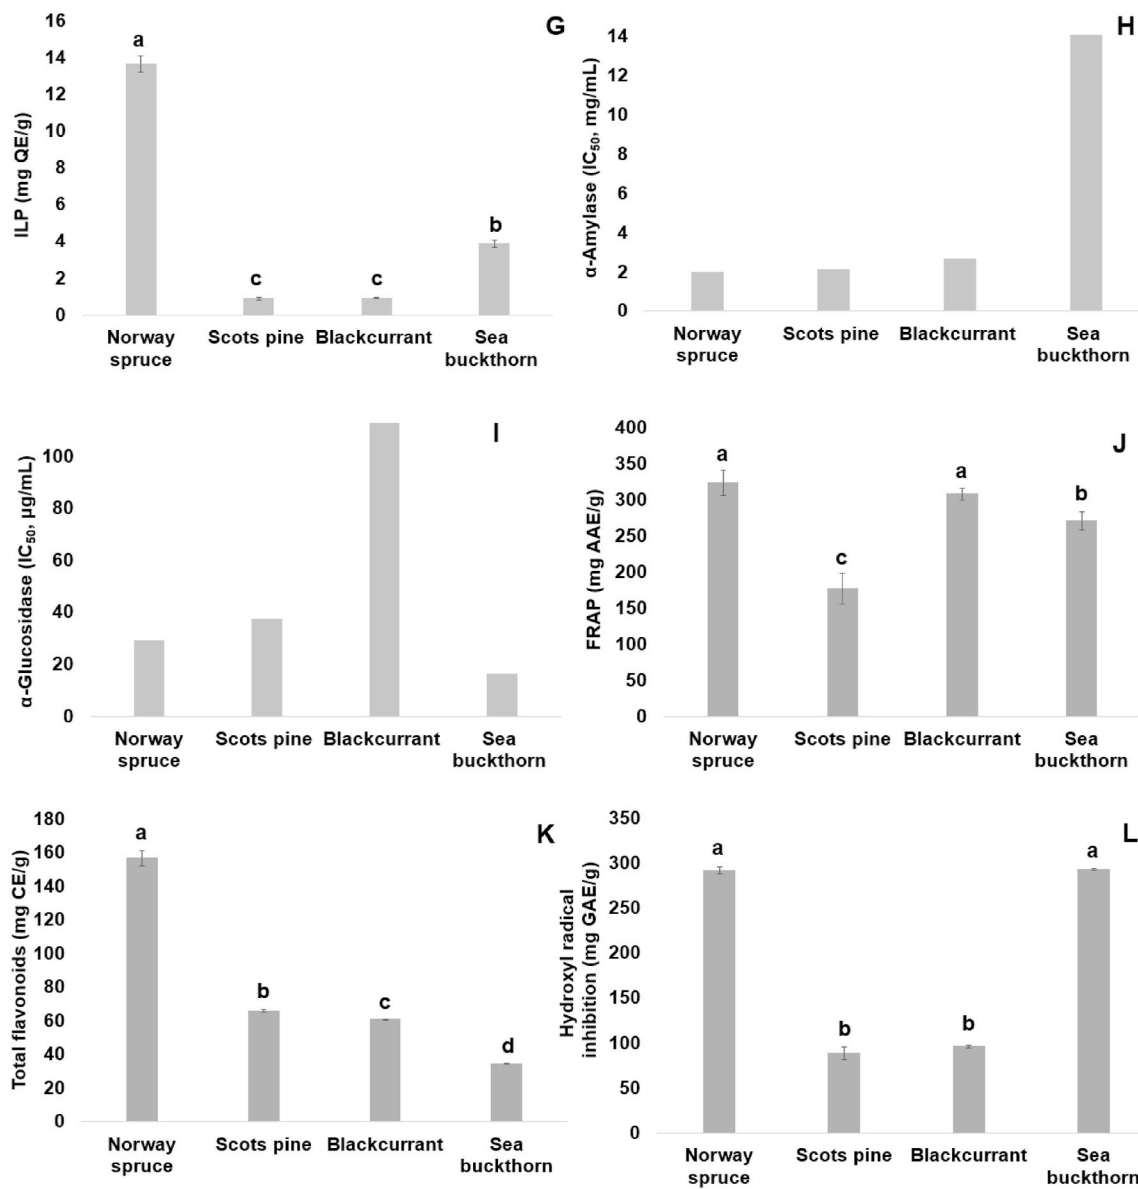 G
ILP (mg QE/g)
16
14
12
10
8
6
4
2
0
a
c
c
b
Norway spruce
Scots pine
Blackcurrant
Sea buckthorn
H
α-Amylase (IC₅₀, mg/mL)
14
12
10
8
6
4
2
0
Norway spruce
Scots pine
Blackcurrant
Sea buckthorn
I
α-Glucosidase (IC₅₀, µg/mL)
100
80
60
40
20
0
Norway spruce
Scots pine
Blackcurrant
Sea buckthorn
J
FRAP (mg AAE/g)
400
350
300
250
200
150
100
50
0
a
c
a
b
Norway spruce
Scots pine
Blackcurrant
Sea buckthorn
K
Total flavonoids (mg CE/g)
180
160
140
120
100
80
60
40
20
0
a
b
c
d
Norway spruce
Scots pine
Blackcurrant
Sea buckthorn
L
Hydroxyl radical
inhibition (mg GAE/g)
350
300
250
200
150
100
50
0
a
b
b
a
Norway spruce
Scots pine
Blackcurrant
Sea buckthorn